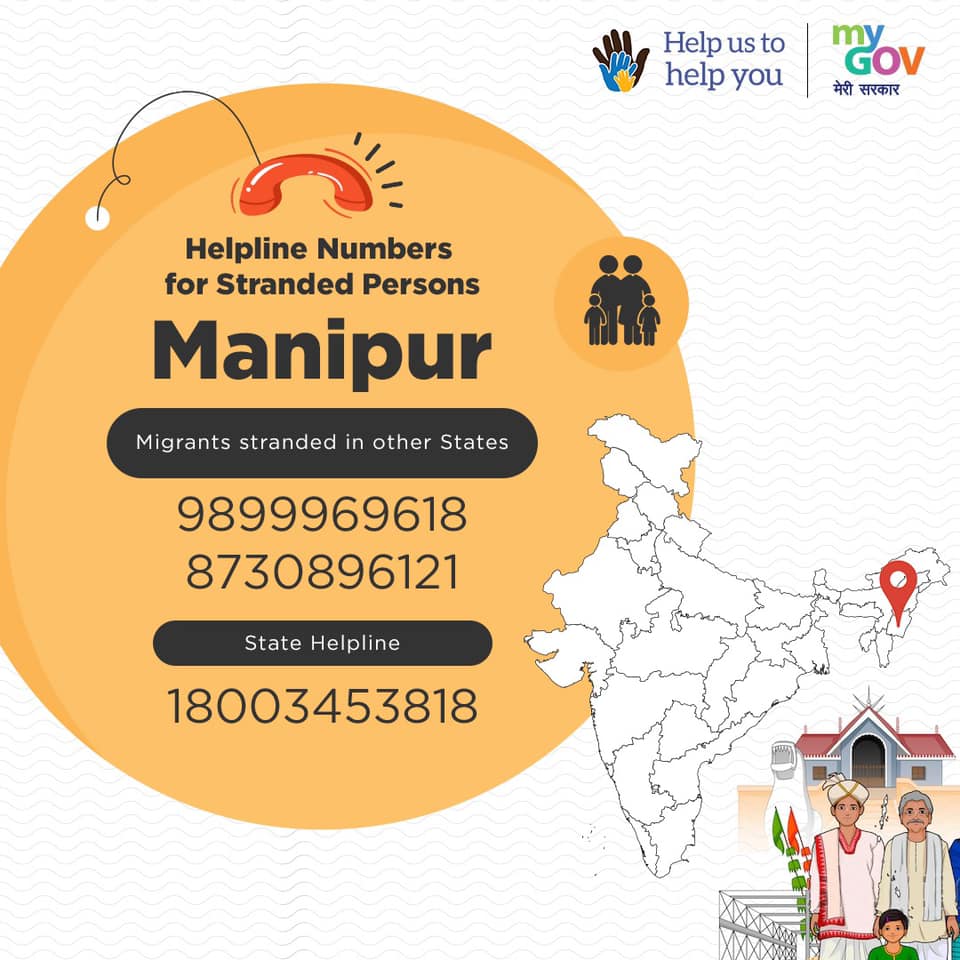 Help us to
help you
my
GOV
मेरी सरकार
Helpline Numbers
for Stranded Persons
Manipur
Migrants stranded in other States
9899969618
8730896121
State Helpline
18003453818